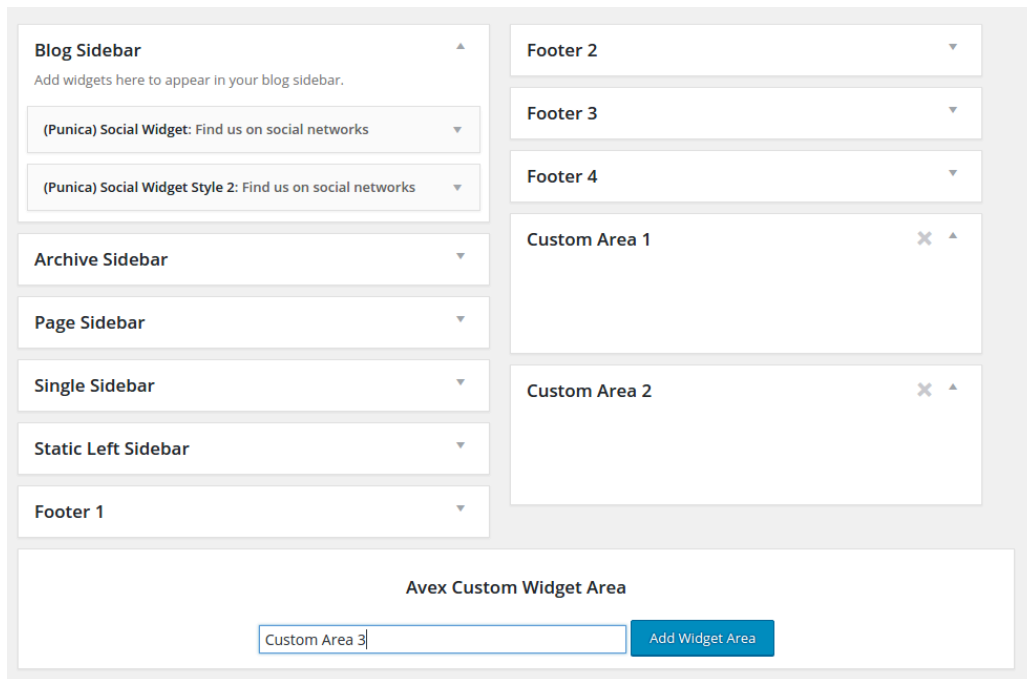 Blog Sidebar
Add widgets here to appear in your blog sidebar.
(Punica) Social Widget: Find us on social networks
(Punica) Social Widget Style 2: Find us on social networks
Archive Sidebar
Page Sidebar
Single Sidebar
Static Left Sidebar
Footer 1
Footer 2
Footer 3
Footer 4
Custom Area 1
Custom Area 2
Avex Custom Widget Area
Custom Area 3
Add Widget Area